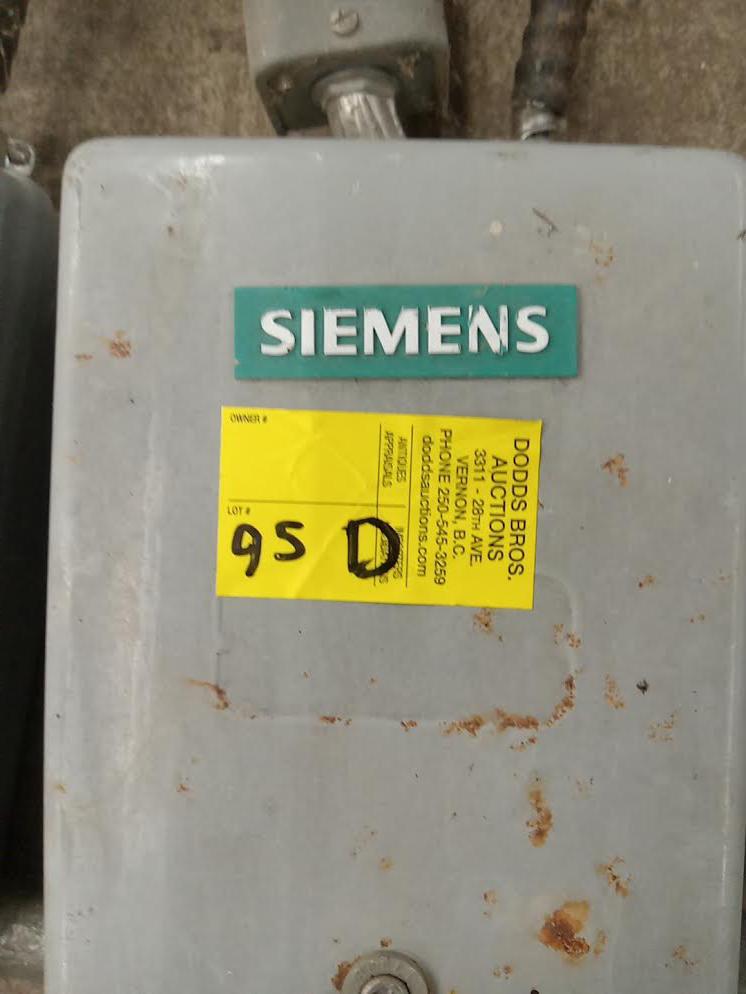 SIEMENS
DODDS BROS.
AUCTIONS
3311 - 28TH AVE.
VERNON, B.C.
PHONE 250-545-3259
doddsauctions.com
ANTIQUES
APPRAISALS
OWNER #
LOT #
95 D